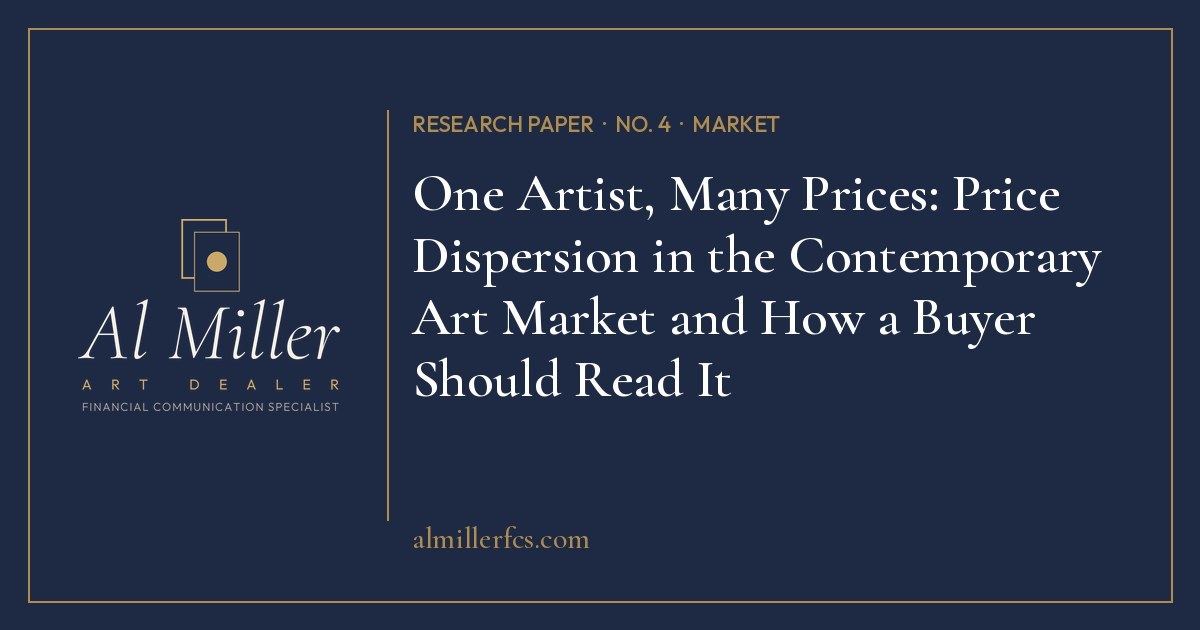 Al Miller
ART DEALER
FINANCIAL COMMUNICATION SPECIALIST
RESEARCH PAPER · NO. 4 · MARKET
One Artist, Many Prices: Price
Dispersion in the Contemporary
Art Market and How a Buyer
Should Read It
almillerfcs.com